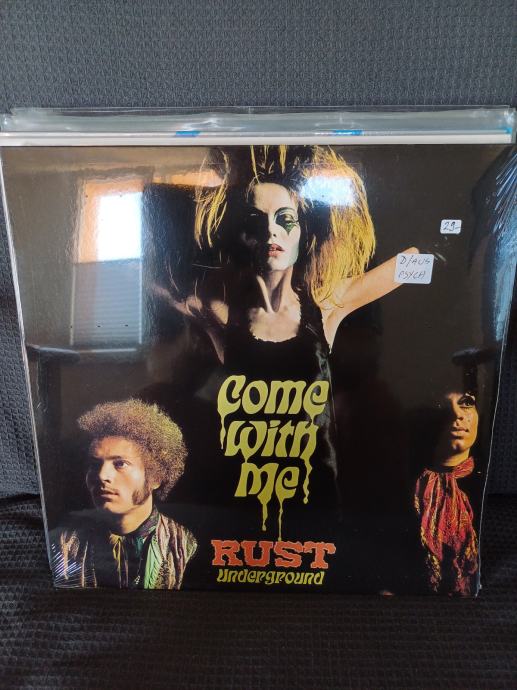 29-
D/AUS
PSYCH
Come
With
Me
RUST
Underground